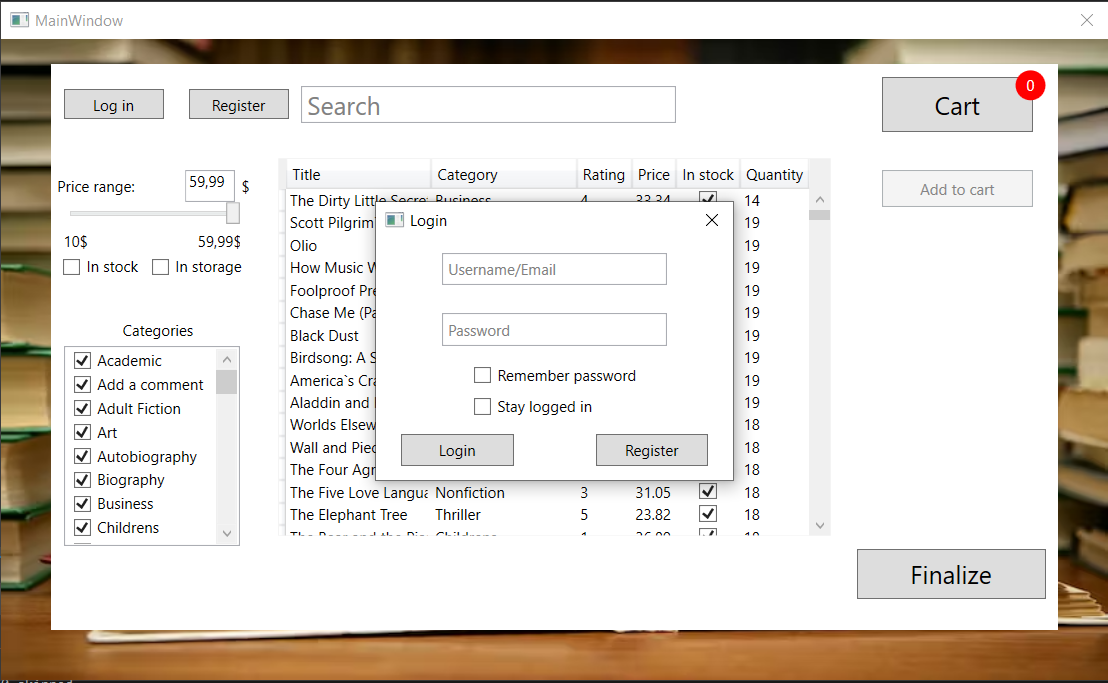 MainWindow
Log in
Register
Search
Cart
0
Price range:
59,99 $
10$ 59,99$
In stock In storage
Categories
Academic
Add a comment
Adult Fiction
Art
Autobiography
Biography
Business
Childrens
Title Category Rating Price In stock Quantity
The Dirty Little Secre Business 4 33.34 14
Scott Pilgrim 19
Olio 19
How Music 19
Foolproof Pre 19
Chase Me (Pa 19
Black Dust 19
Birdsong: A S 19
America`s Cra 19
Aladdin and 19
Worlds Elsew 18
Wall and Piec 18
The Four Agr 18
The Five Love Langua Nonfiction 3 31.05 18
The Elephant Tree Thriller 5 23.82 18
Login
Username/Email
Password
Remember password
Stay logged in
Login
Register
Add to cart
Finalize